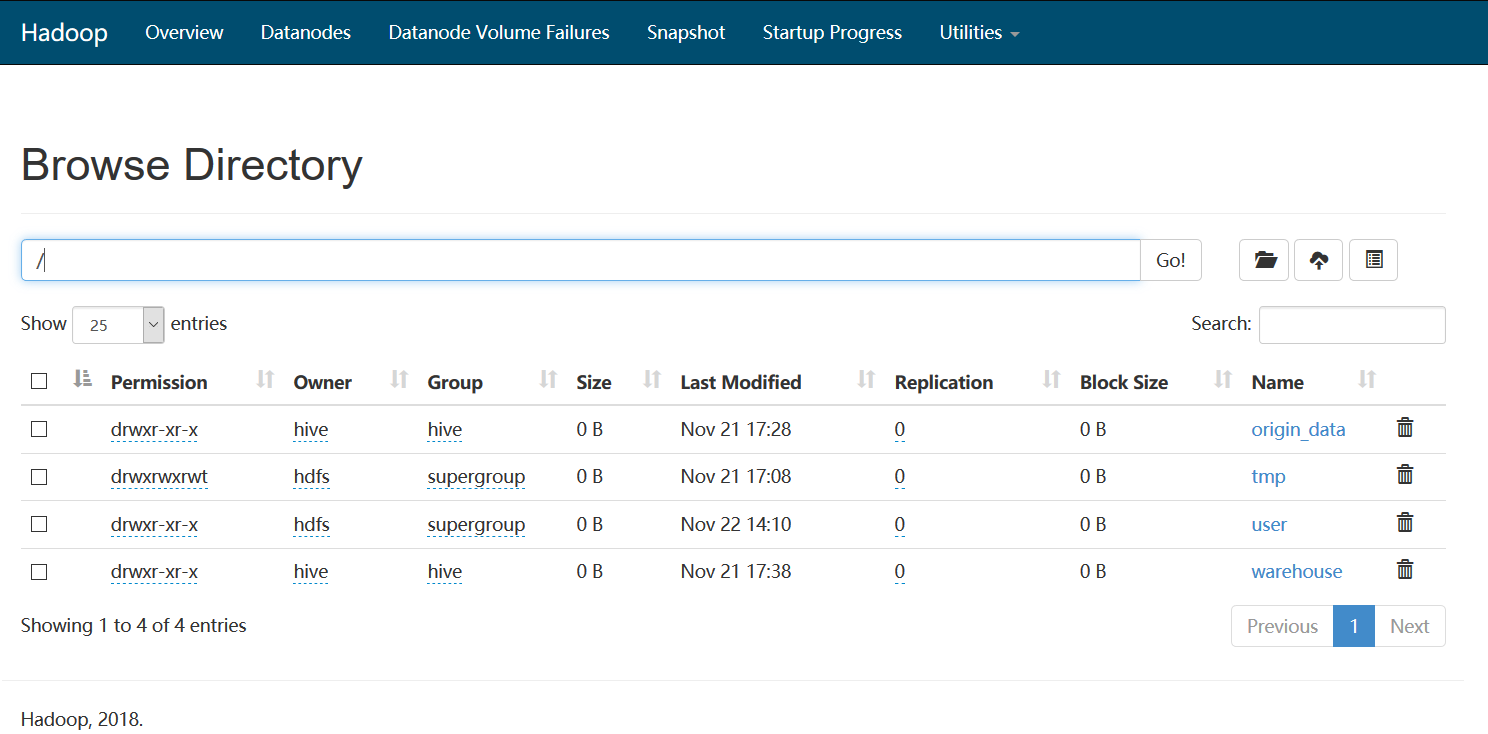 Hadoop Overview Datanodes Datanode Volume Failures Snapshot Startup Progress Utilities
Browse Directory
/ Go!
Show 25 entries Search:
Permission Owner Group Size Last Modified Replication Block Size Name
drwxr-xr-x hive hive 0 B Nov 21 17:28 0 0 B origin_data
drwxrwxrwt hdfs supergroup 0 B Nov 21 17:08 0 0 B tmp
drwxr-xr-x hdfs supergroup 0 B Nov 22 14:10 0 0 B user
drwxr-xr-x hive hive 0 B Nov 21 17:38 0 0 B warehouse
Showing 1 to 4 of 4 entries Previous 1 Next
Hadoop, 2018.